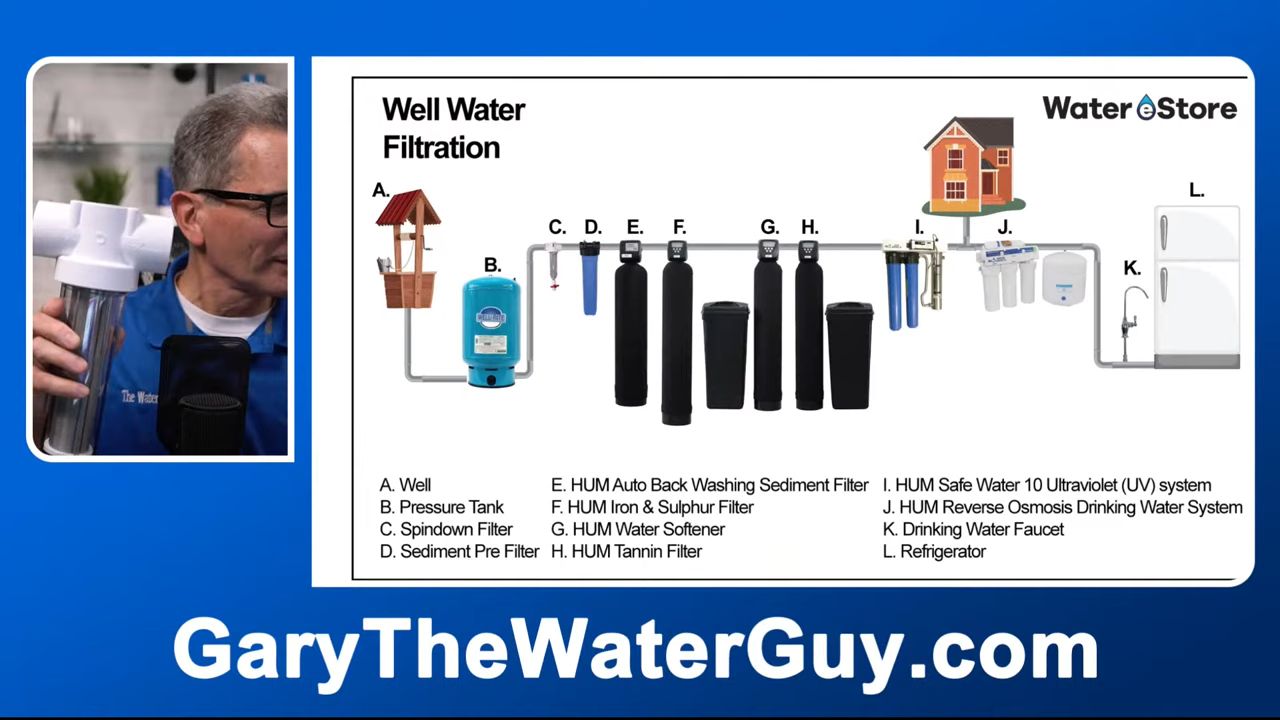 Well Water
Filtration
Water eStore
A.
B.
C.
D.
E.
F.
G.
H.
I.
J.
K.
L.
The Water
A. Well
B. Pressure Tank
C. Spindown Filter
D. Sediment Pre Filter
E. HUM Auto Back Washing Sediment Filter
F. HUM Iron & Sulphur Filter
G. HUM Water Softener
H. HUM Tannin Filter
I. HUM Safe Water 10 Ultraviolet (UV) system
J. HUM Reverse Osmosis Drinking Water System
K. Drinking Water Faucet
L. Refrigerator
GaryTheWaterGuy.com